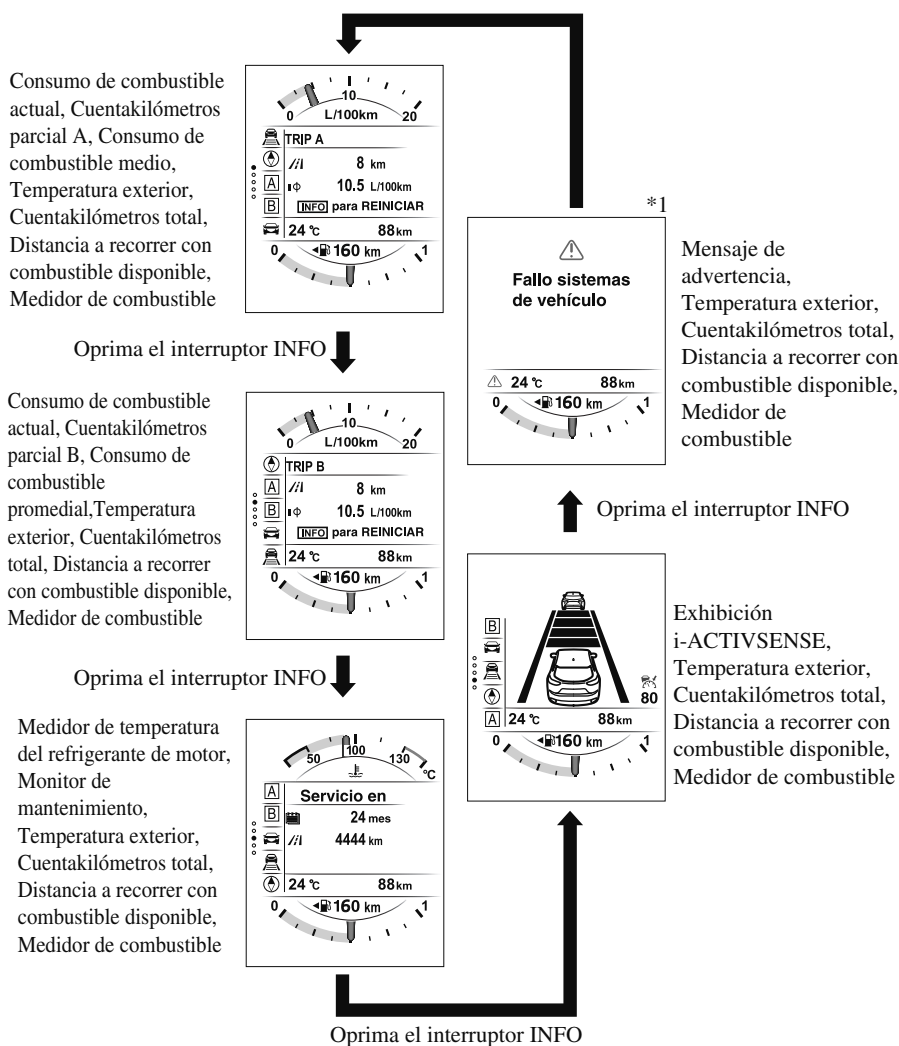 Consumo de combustible
actual, Cuentakilómetros
parcial A, Consumo de
combustible medio,
Temperatura exterior,
Cuentakilómetros total,
Distancia a recorrer con
combustible disponible,
Medidor de combustible
0 10 20
L/100km
TRIP A
8 km
10.5 L/100km
A
B
INFO para REINICIAR
24 °C 88km
0 160 km 1
Oprima el interruptor INFO
Consumo de combustible
actual, Cuentakilómetros
parcial B, Consumo de
combustible
promedial,Temperatura
exterior, Cuentakilómetros
total, Distancia a recorrer
con combustible disponible,
Medidor de combustible
0 10 20
L/100km
TRIP B
A
8 km
B
10.5 L/100km
INFO para REINICIAR
24 °C 88km
0 160 km 1
Oprima el interruptor INFO
Medidor de temperatura
del refrigerante de motor,
Monitor de
mantenimiento,
Temperatura exterior,
Cuentakilómetros total,
Distancia a recorrer con
combustible disponible,
Medidor de combustible
50 100 130
°C
A
Servicio en
B
24 mes
4444 km
24 °C 88km
0 160 km 1
Oprima el interruptor INFO
Exhibición
i-ACTIVSENSE,
Temperatura exterior,
Cuentakilómetros total,
Distancia a recorrer con
combustible disponible,
Medidor de combustible
B
80
A
24 °C 88km
0 160 km 1
Oprima el interruptor INFO
*1
Mensaje de
advertencia,
Temperatura exterior,
Cuentakilómetros total,
Distancia a recorrer con
combustible disponible,
Medidor de
combustible
Fallo sistemas
de vehículo
24 °C 88km
0 160 km 1